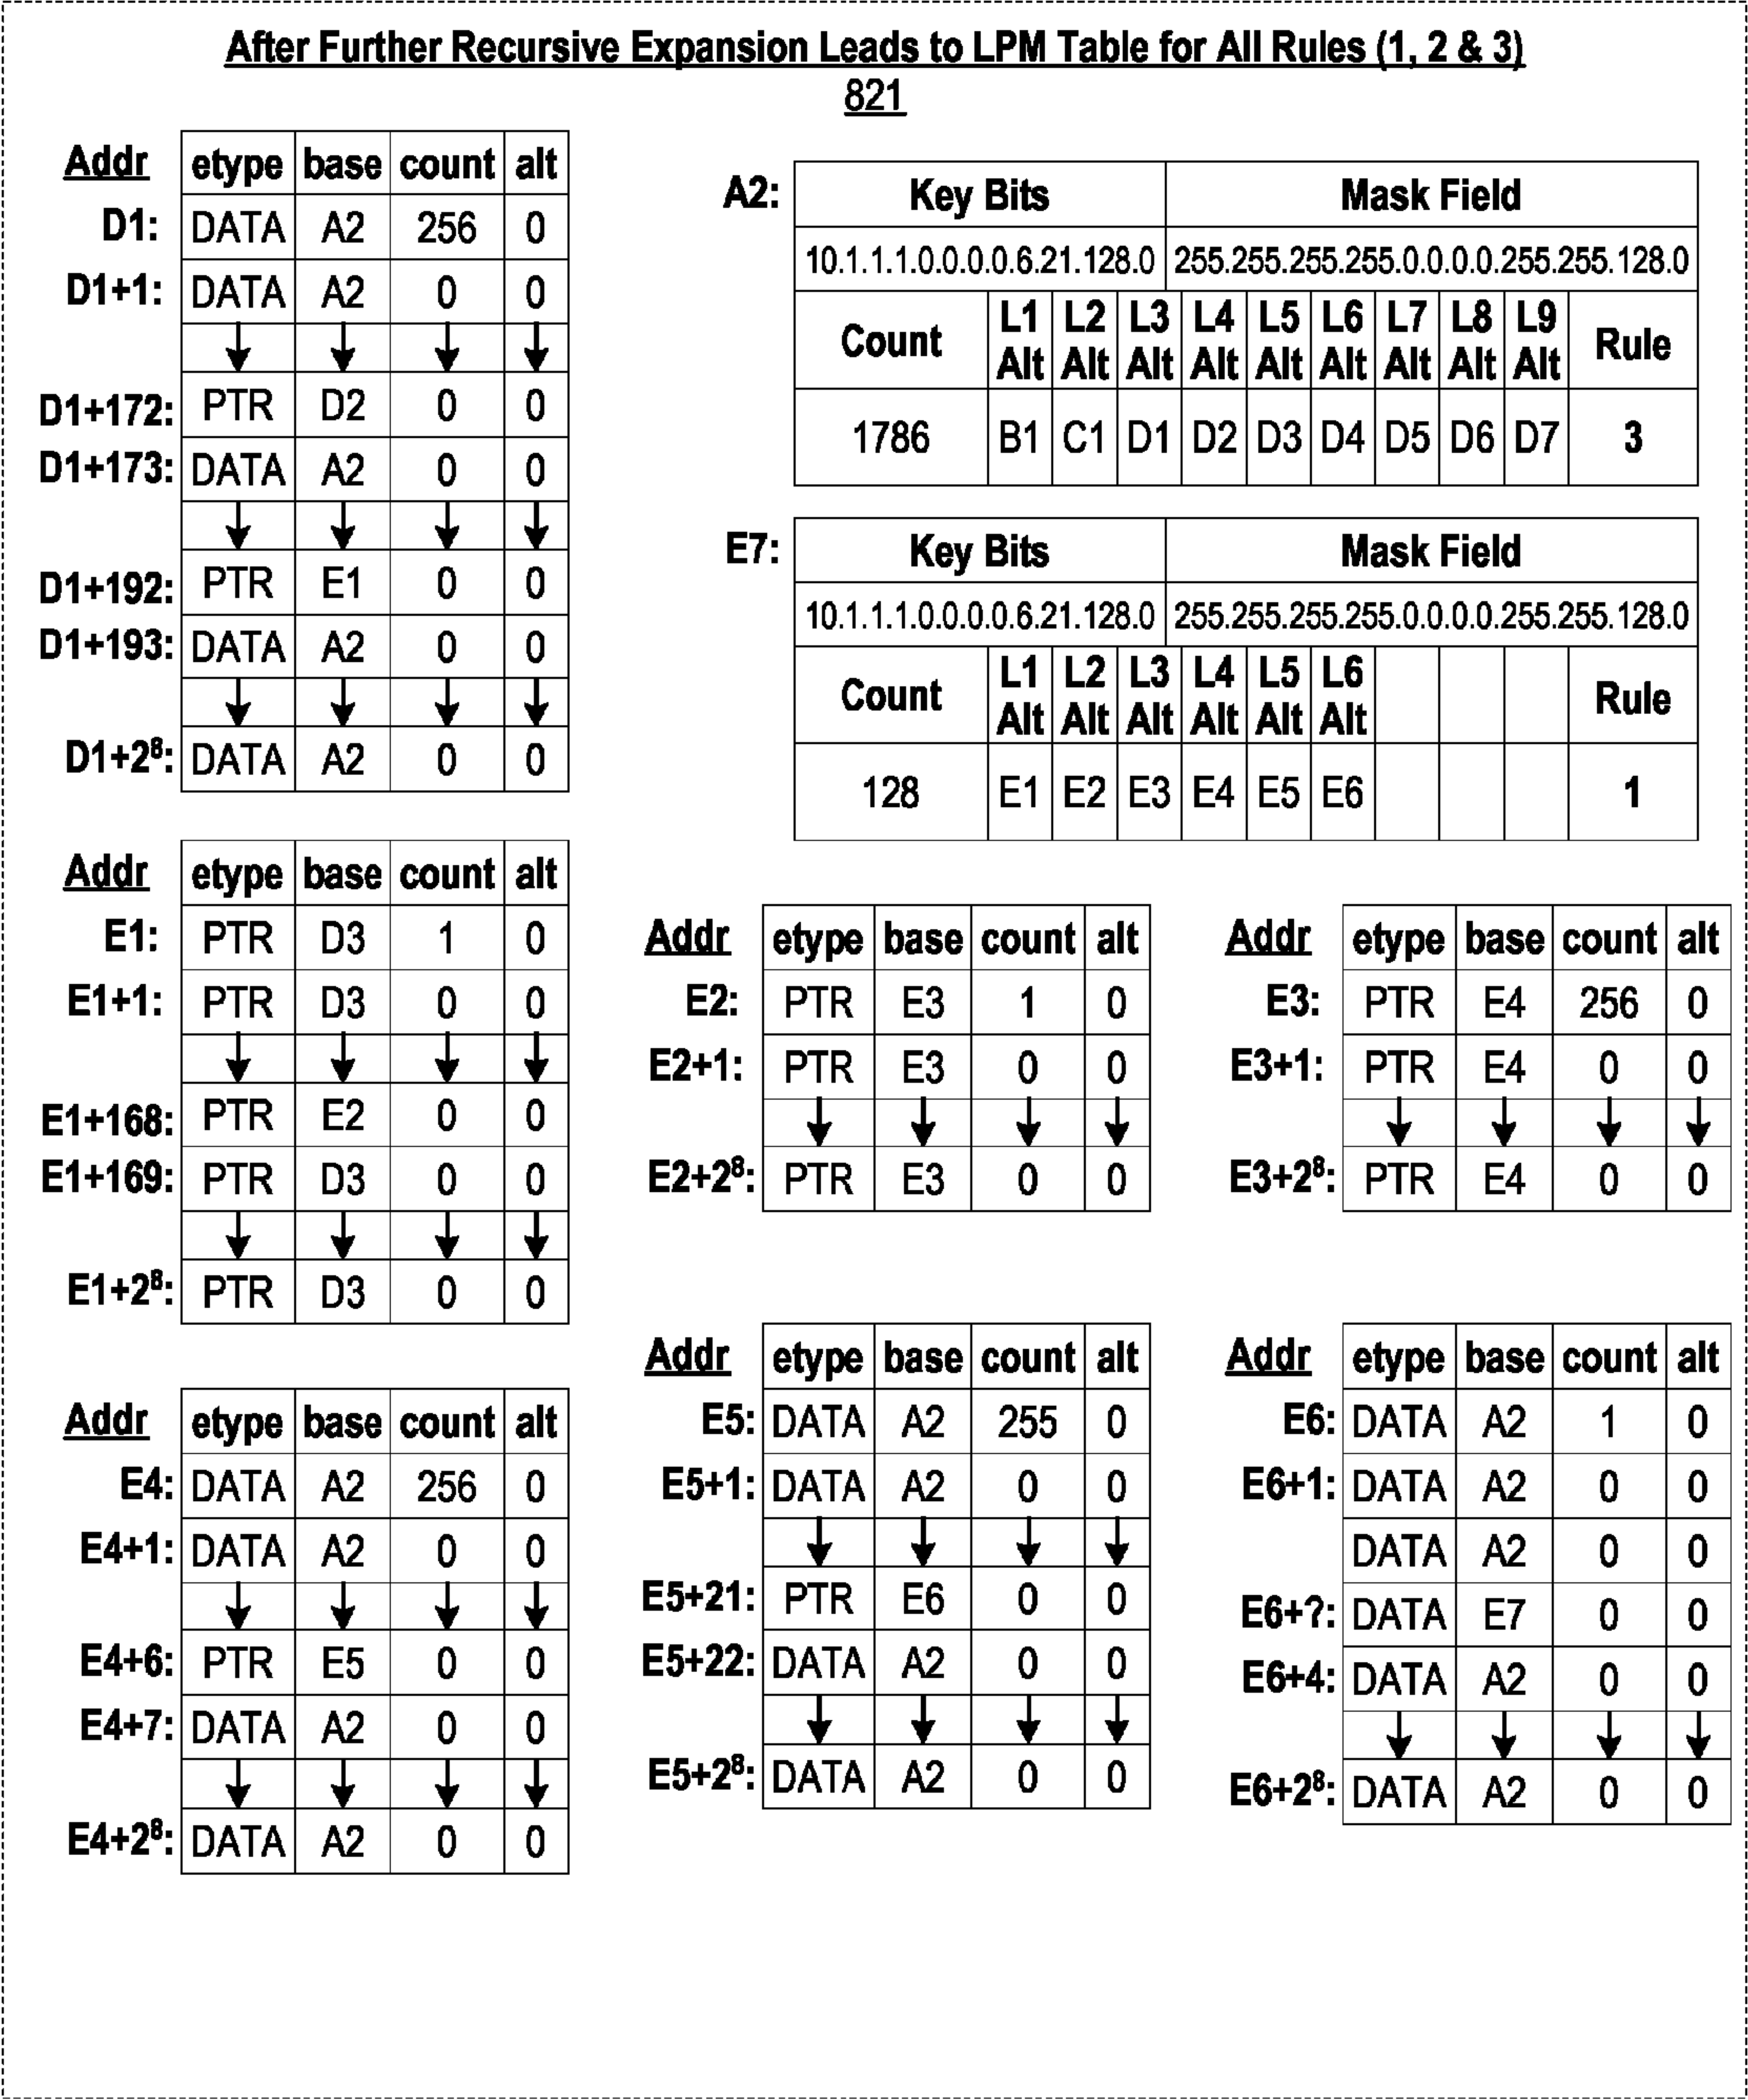 After Further Recursive Expansion Leads to LPM Table for All Rules (1, 2 & 3)
821
Addr etype base count alt
D1: DATA A2 256 0
D1+1: DATA A2 0 0
D1+172: PTR D2 0 0
D1+173: DATA A2 0 0
D1+192: PTR E1 0 0
D1+193: DATA A2 0 0
D1+2⁸: DATA A2 0 0
A2: Key Bits Mask Field
10.1.1.1.0.0.0.0.6.21.128.0 255.255.255.255.0.0.0.0.255.255.128.0
Count L1 Alt L2 Alt L3 Alt L4 Alt L5 Alt L6 Alt L7 Alt L8 Alt L9 Alt Rule
1786 B1 C1 D1 D2 D3 D4 D5 D6 D7 3
E7: Key Bits Mask Field
10.1.1.1.0.0.0.0.6.21.128.0 255.255.255.255.0.0.0.0.255.255.128.0
Count L1 Alt L2 Alt L3 Alt L4 Alt L5 Alt L6 Alt Rule
128 E1 E2 E3 E4 E5 E6 1
Addr etype base count alt
E1: PTR D3 1 0
E1+1: PTR D3 0 0
E1+168: PTR E2 0 0
E1+169: PTR D3 0 0
E1+2⁸: PTR D3 0 0
Addr etype base count alt
E2: PTR E3 1 0
E2+1: PTR E3 0 0
E2+2⁸: PTR E3 0 0
Addr etype base count alt
E3: PTR E4 256 0
E3+1: PTR E4 0 0
E3+2⁸: PTR E4 0 0
Addr etype base count alt
E4: DATA A2 256 0
E4+1: DATA A2 0 0
E4+6: PTR E5 0 0
E4+7: DATA A2 0 0
E4+2⁸: DATA A2 0 0
Addr etype base count alt
E5: DATA A2 255 0
E5+1: DATA A2 0 0
E5+21: PTR E6 0 0
E5+22: DATA A2 0 0
E5+2⁸: DATA A2 0 0
Addr etype base count alt
E6: DATA A2 1 0
E6+1: DATA A2 0 0
DATA A2 0 0
E6+?: DATA E7 0 0
E6+4: DATA A2 0 0
E6+2⁸: DATA A2 0 0